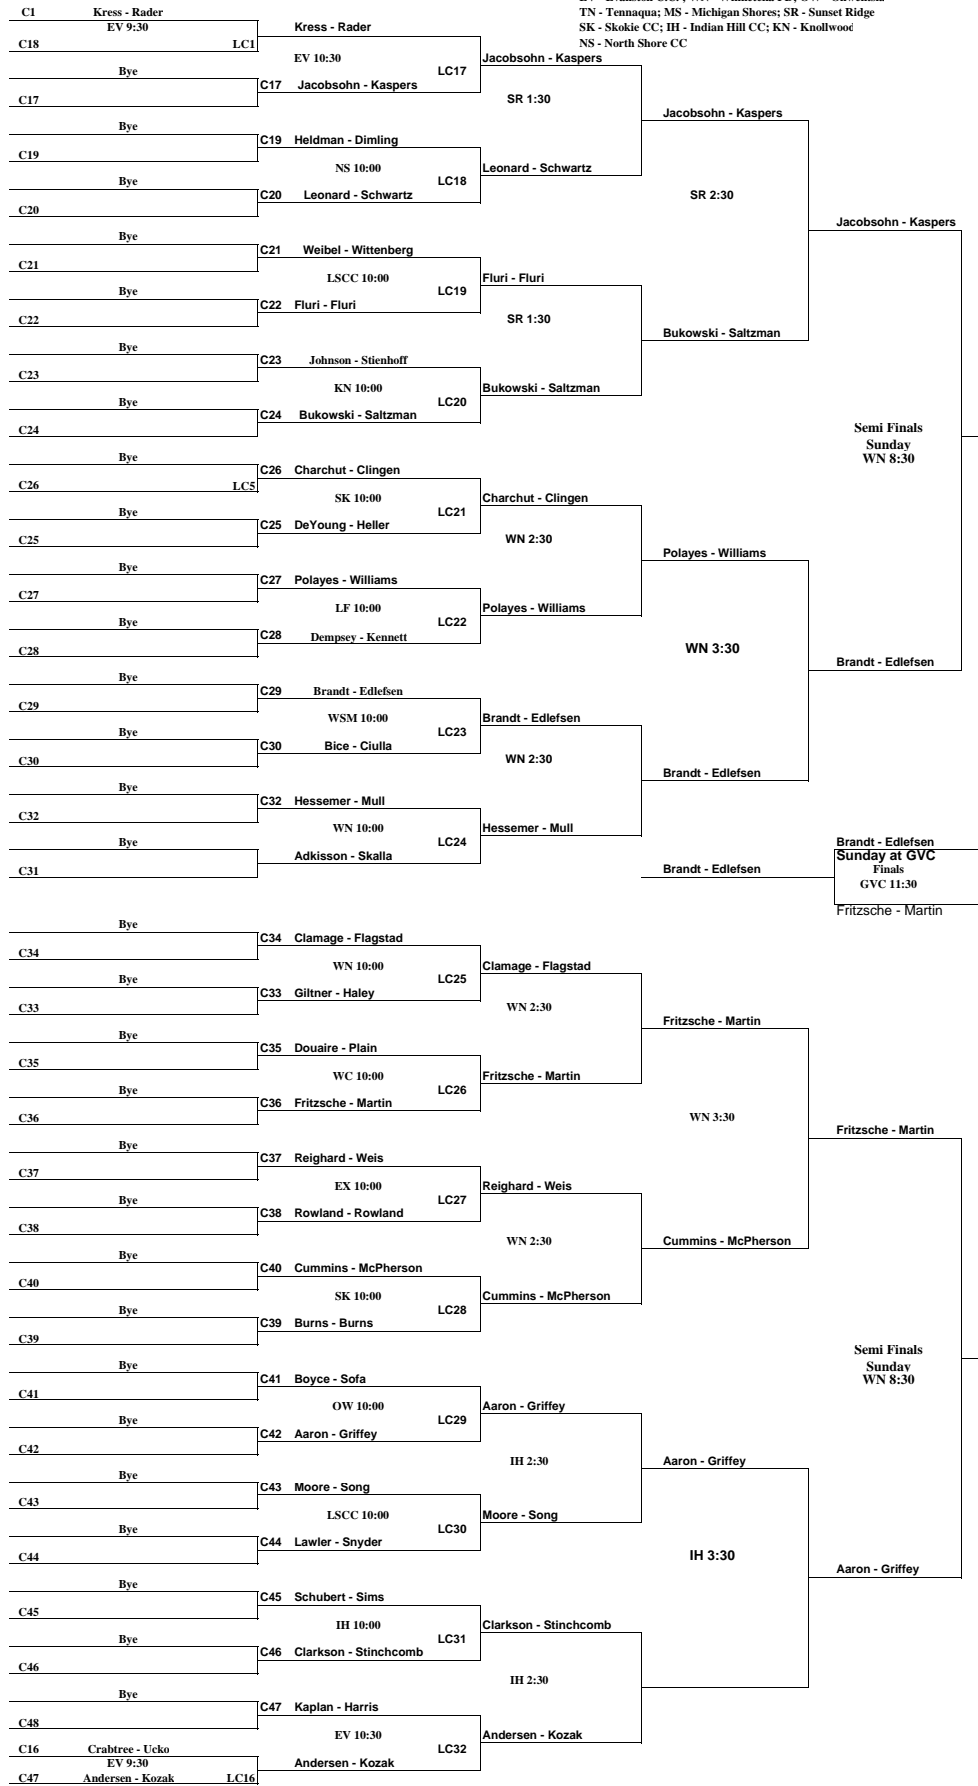 TN - Tennaqua; MS - Michigan Shores; SR - Sunset Ridge
SK - Skokie CC; IH - Indian Hill CC; KN - Knollwood
NS - North Shore CC
C1 Kress - Rader
EV 9:30
C18 LC1
Kress - Rader
EV 10:30 LC17
Jacobsohn - Kaspers
Bye
C17
C17 Jacobsohn - Kaspers
SR 1:30
Jacobsohn - Kaspers
Bye
C19
C19 Heldman - Dimling
NS 10:00 LC18
Leonard - Schwartz
Bye
C20
C20 Leonard - Schwartz
SR 2:30
Jacobsohn - Kaspers
Bye
C21
C21 Weibel - Wittenberg
LSCC 10:00 LC19
Fluri - Fluri
Bye
C22
C22 Fluri - Fluri
SR 1:30
Bukowski - Saltzman
Bye
C23
C23 Johnson - Stienhoff
KN 10:00 LC20
Bukowski - Saltzman
Bye
C24
C24 Bukowski - Saltzman
Semi Finals
Sunday
WN 8:30
Bye
C26 LC5
C26 Charchut - Clingen
SK 10:00 LC21
Charchut - Clingen
Bye
C25
C25 DeYoung - Heller
WN 2:30
Polayes - Williams
Bye
C27
C27 Polayes - Williams
LF 10:00 LC22
Polayes - Williams
Bye
C28
C28 Dempsey - Kennett
WN 3:30
Brandt - Edlefsen
Bye
C29
C29 Brandt - Edlefsen
WSM 10:00 LC23
Brandt - Edlefsen
Bye
C30
C30 Bice - Ciulla
WN 2:30
Brandt - Edlefsen
Bye
C32
C32 Hessemer - Mull
WN 10:00 LC24
Hessemer - Mull
Bye
C31
Adkisson - Skalla
Brandt - Edlefsen
Brandt - Edlefsen
Sunday at GVC
Finals
GVC 11:30
Fritzsche - Martin
Bye
C34
C34 Clamage - Flagstad
WN 10:00 LC25
Clamage - Flagstad
Bye
C33
C33 Giltner - Haley
WN 2:30
Fritzsche - Martin
Bye
C35
C35 Douaire - Plain
WC 10:00 LC26
Fritzsche - Martin
Bye
C36
C36 Fritzsche - Martin
WN 3:30
Fritzsche - Martin
Bye
C37
C37 Reighard - Weis
EX 10:00 LC27
Reighard - Weis
Bye
C38
C38 Rowland - Rowland
WN 2:30
Cummins - McPherson
Bye
C40
C40 Cummins - McPherson
SK 10:00 LC28
Cummins - McPherson
Bye
C39
C39 Burns - Burns
Semi Finals
Sunday
WN 8:30
Bye
C41
C41 Boyce - Sofa
OW 10:00 LC29
Aaron - Griffey
Bye
C42
C42 Aaron - Griffey
IH 2:30
Aaron - Griffey
Bye
C43
C43 Moore - Song
LSCC 10:00 LC30
Moore - Song
Bye
C44
C44 Lawler - Snyder
IH 3:30
Aaron - Griffey
Bye
C45
C45 Schubert - Sims
IH 10:00 LC31
Clarkson - Stinchcomb
Bye
C46
C46 Clarkson - Stinchcomb
IH 2:30
Bye
C48
C47 Kaplan - Harris
EV 10:30 LC32
Andersen - Kozak
C16 Crabtree - Ucko
EV 9:30
C47 Andersen - Kozak LC16
Andersen - Kozak